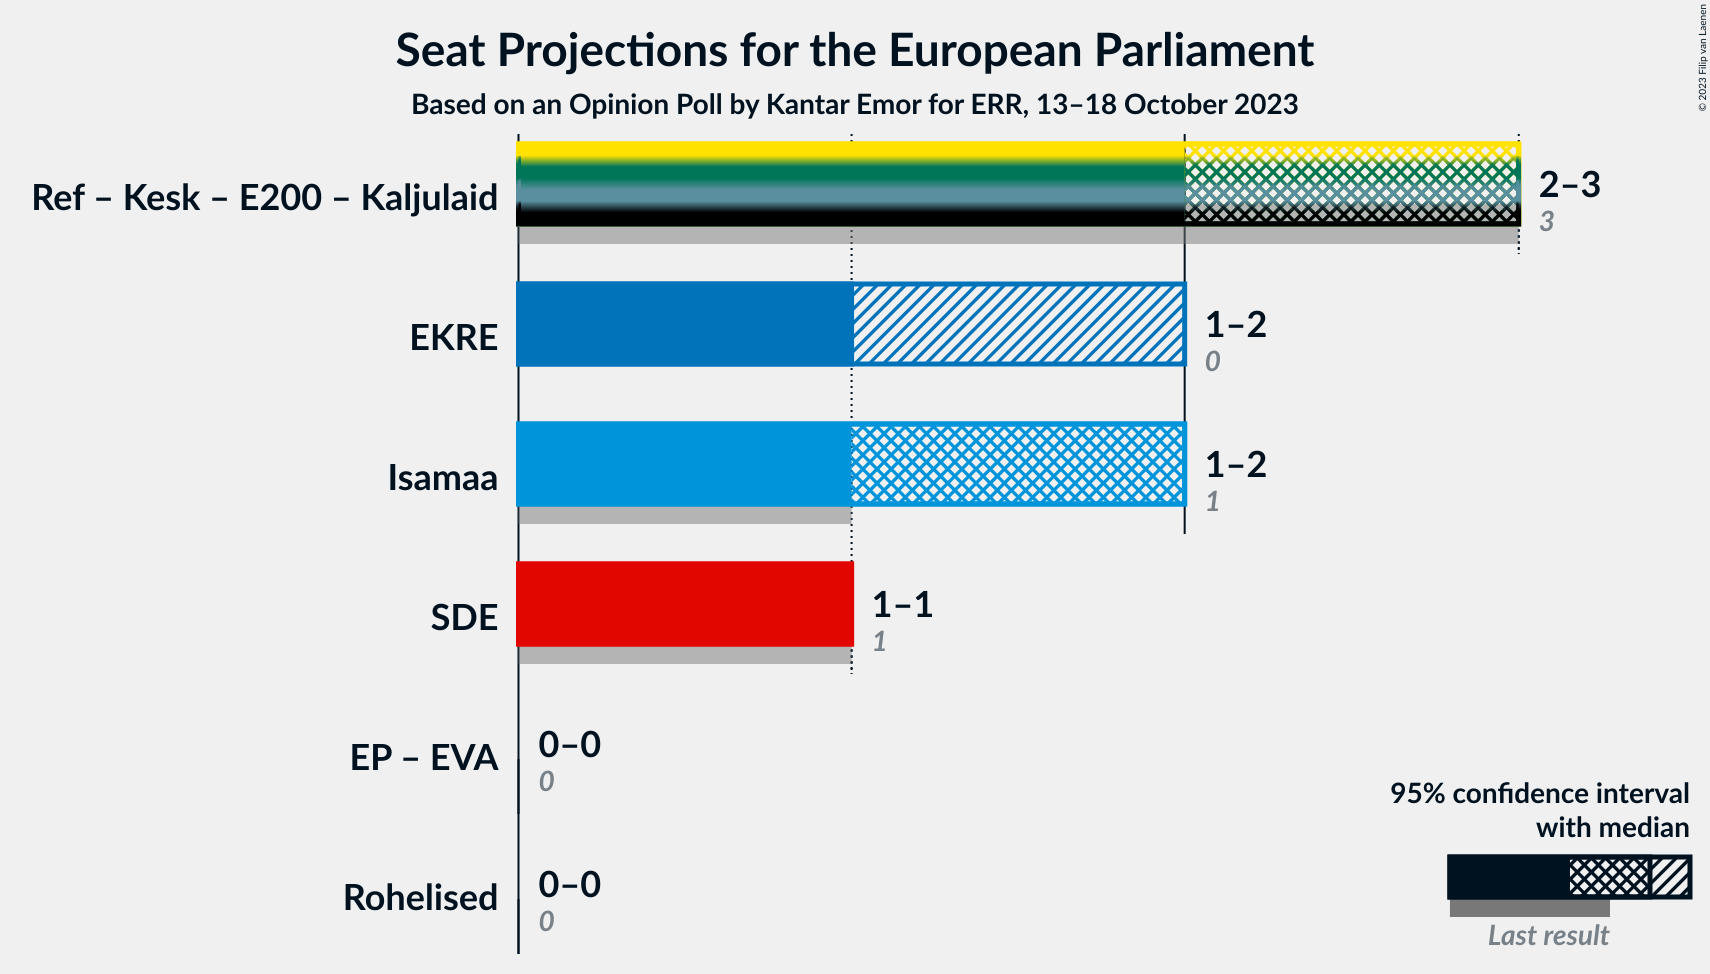 Seat Projections for the European Parliament
Based on an Opinion Poll by Kantar Emor for ERR, 13–18 October 2023
© 2023 Filip van Laenen
Ref – Kesk – E200 – Kaljulaid
2–3
3
EKRE
1–2
0
Isamaa
1–2
1
SDE
1–1
1
EP – EVA
0–0
0
Rohelised
0–0
0
95% confidence interval
with median
Last result